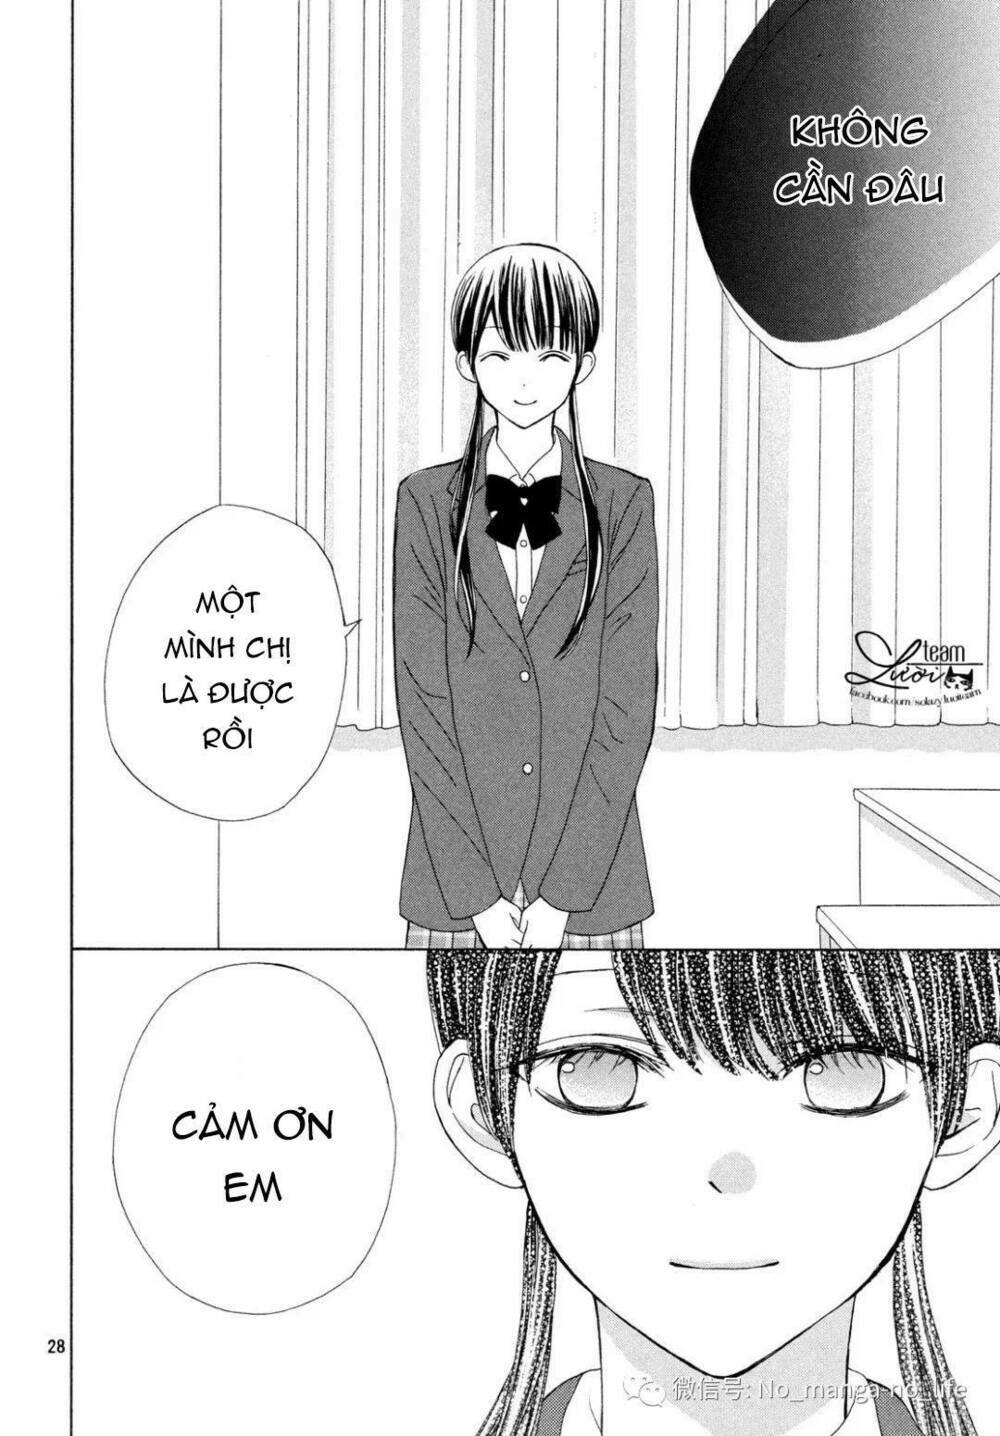 KHÔNG
CẦN ĐÂU
MỘT
MÌNH CHỊ
LÀ ĐƯỢC
RỒI
team
Lười
facebook.com/solazy.luoiteam
CẢM ƠN
EM
28
微信号: No_manga-no_life